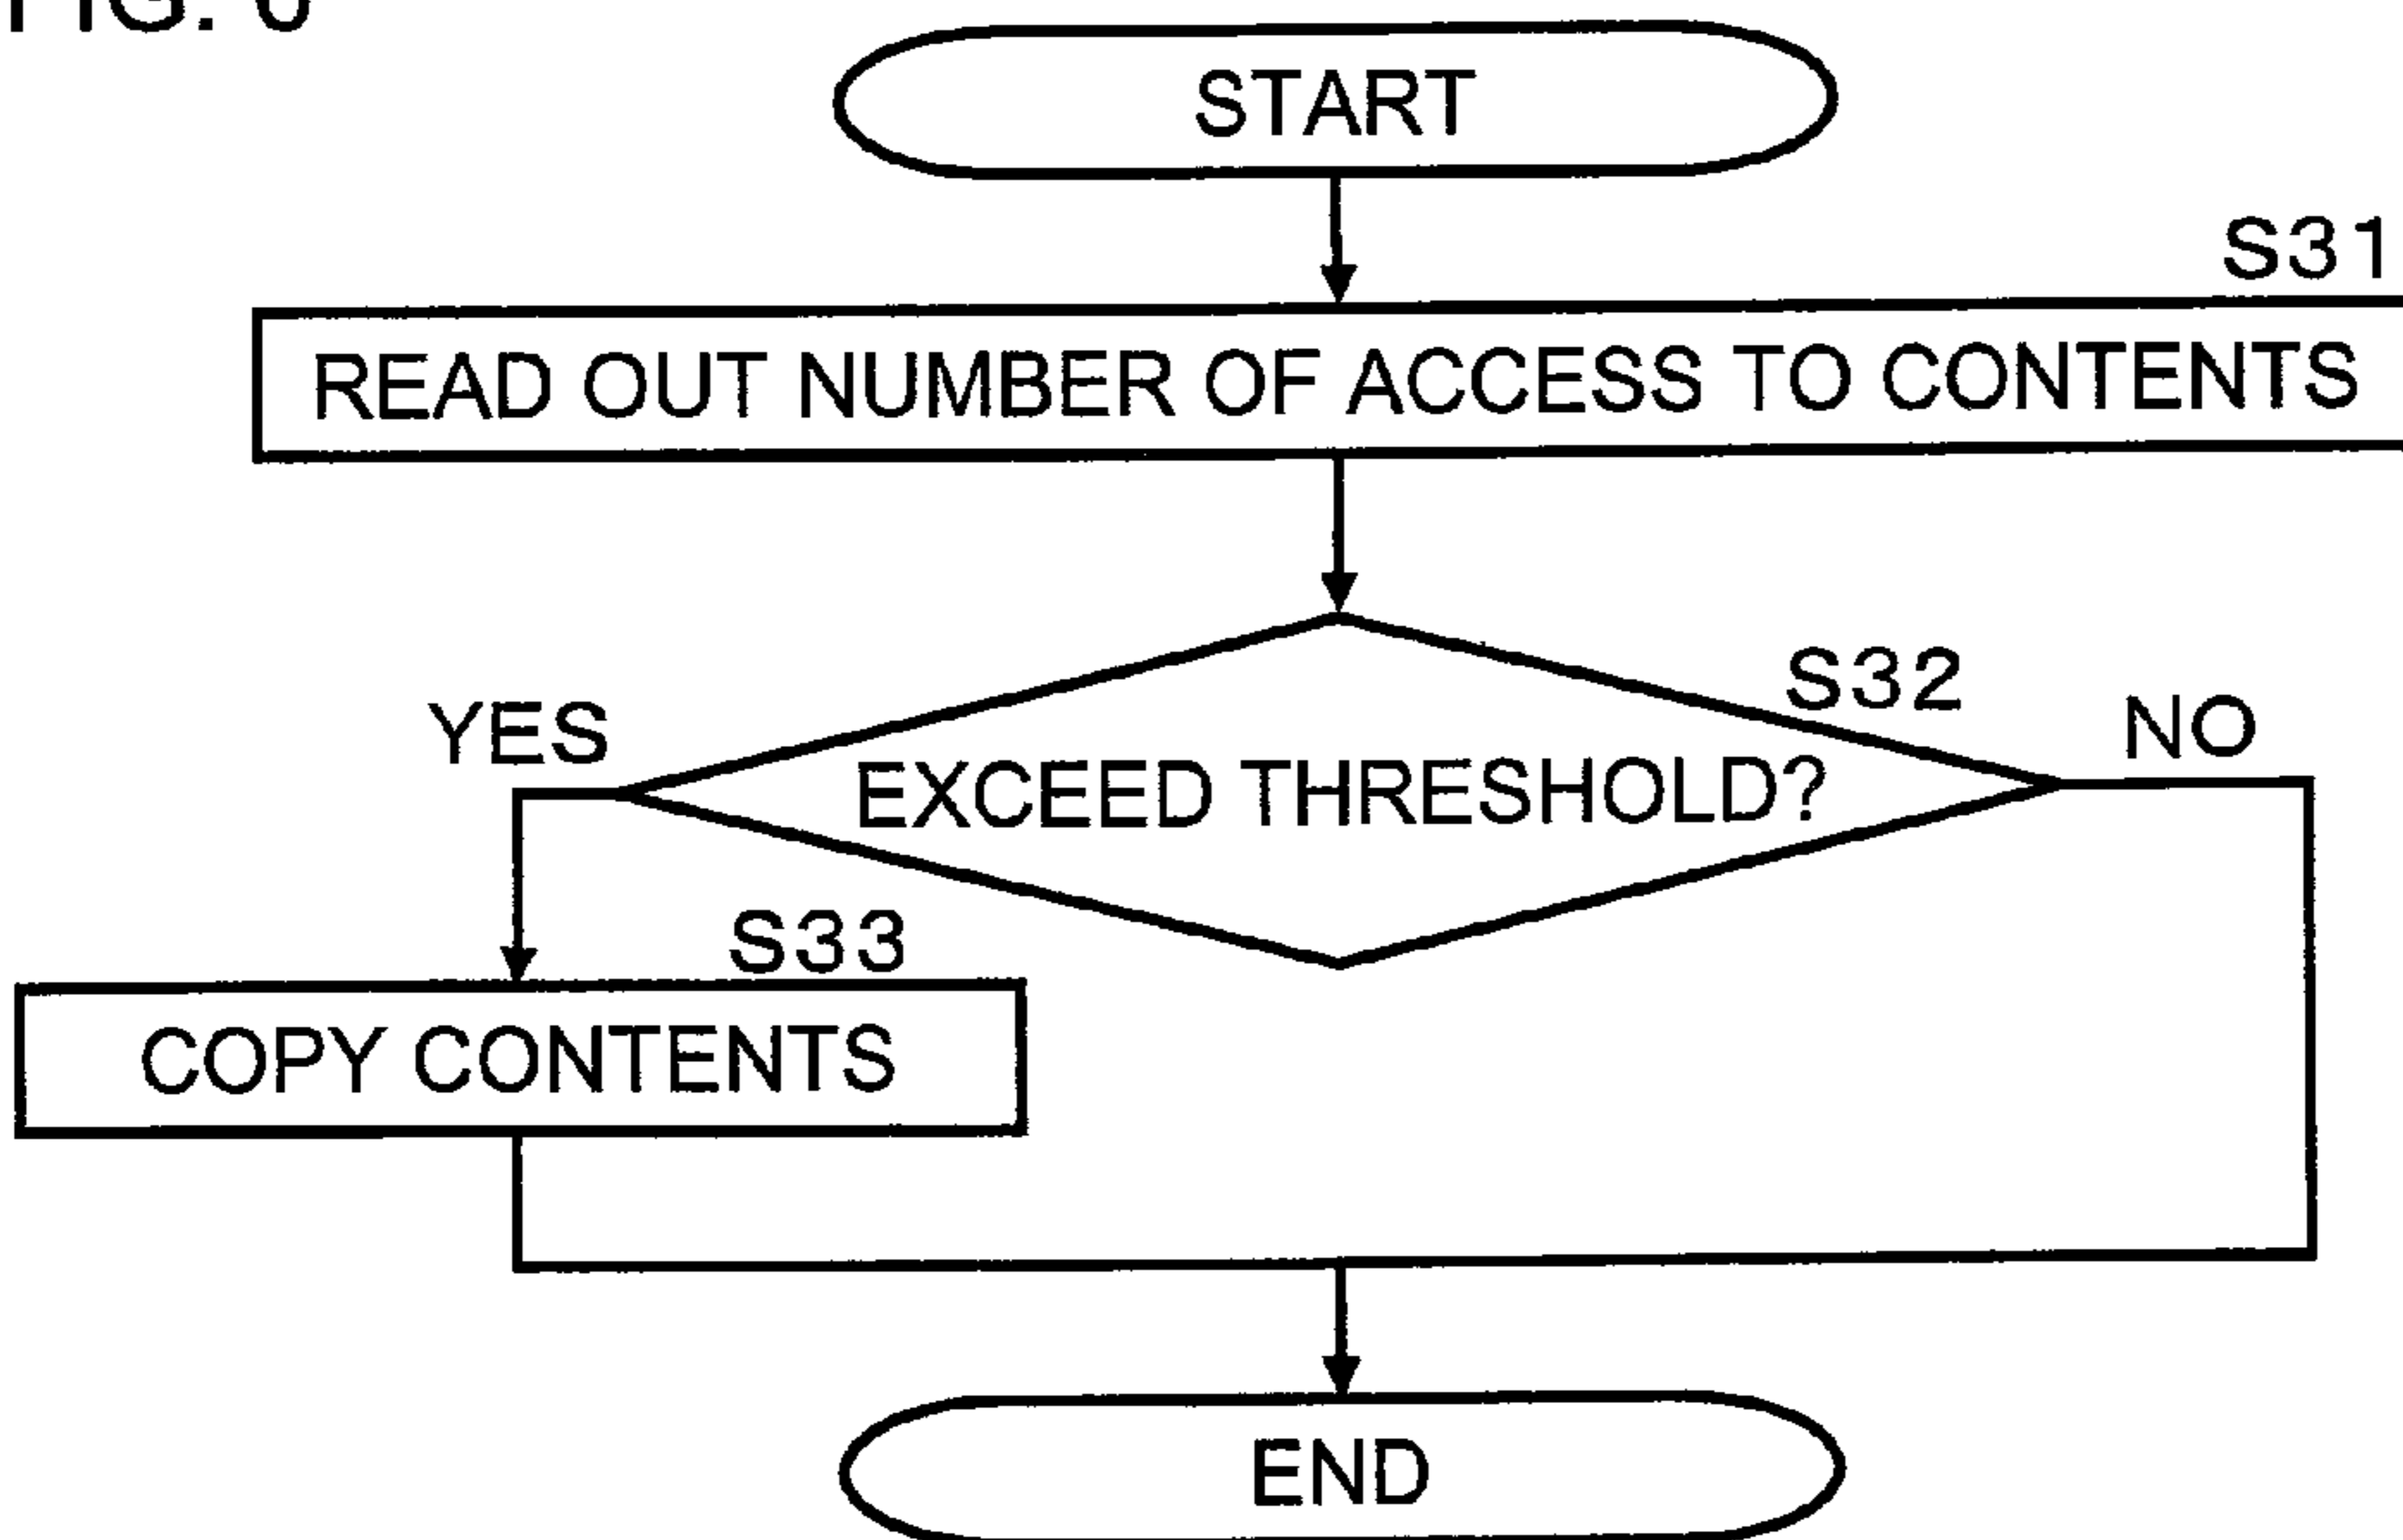 START
S31
READ OUT NUMBER OF ACCESS TO CONTENTS
S32
YES
NO
EXCEED THRESHOLD?
S33
COPY CONTENTS
END